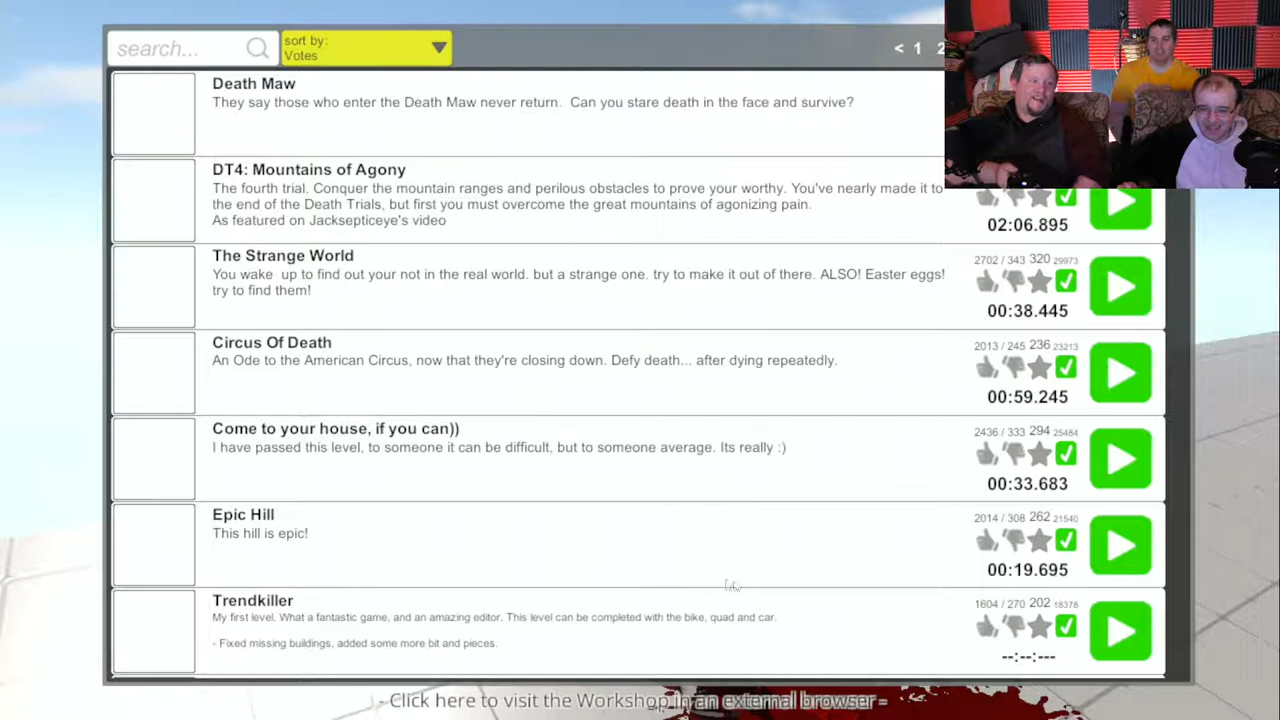 search...
sort by:
Votes
< 1 2
Death Maw
They say those who enter the Death Maw never return. Can you stare death in the face and survive?
DT4: Mountains of Agony
The fourth trial. Conquer the mountain ranges and perilous obstacles to prove your worthy. You've nearly made it to
the end of the Death Trials, but first you must overcome the great mountains of agonizing pain.
As featured on Jacksepticeye's video
02:06.895
The Strange World
You wake up to find out your not in the real world. but a strange one. try to make it out of there. ALSO! Easter eggs!
try to find them!
2702 / 343 320 29973
00:38.445
Circus Of Death
An Ode to the American Circus, now that they're closing down. Defy death... after dying repeatedly.
2013 / 245 236 23213
00:59.245
Come to your house, if you can))
I have passed this level, to someone it can be difficult, but to someone average. Its really :)
2436 / 333 294 25484
00:33.683
Epic Hill
This hill is epic!
2014 / 308 262 21540
00:19.695
Trendkiller
My first level. What a fantastic game, and an amazing editor. This level can be completed with the bike, quad and car.
- Fixed missing buildings, added some more bit and pieces.
1604 / 270 202 18378
--:--:---
- Click here to visit the Workshop in an external browser -